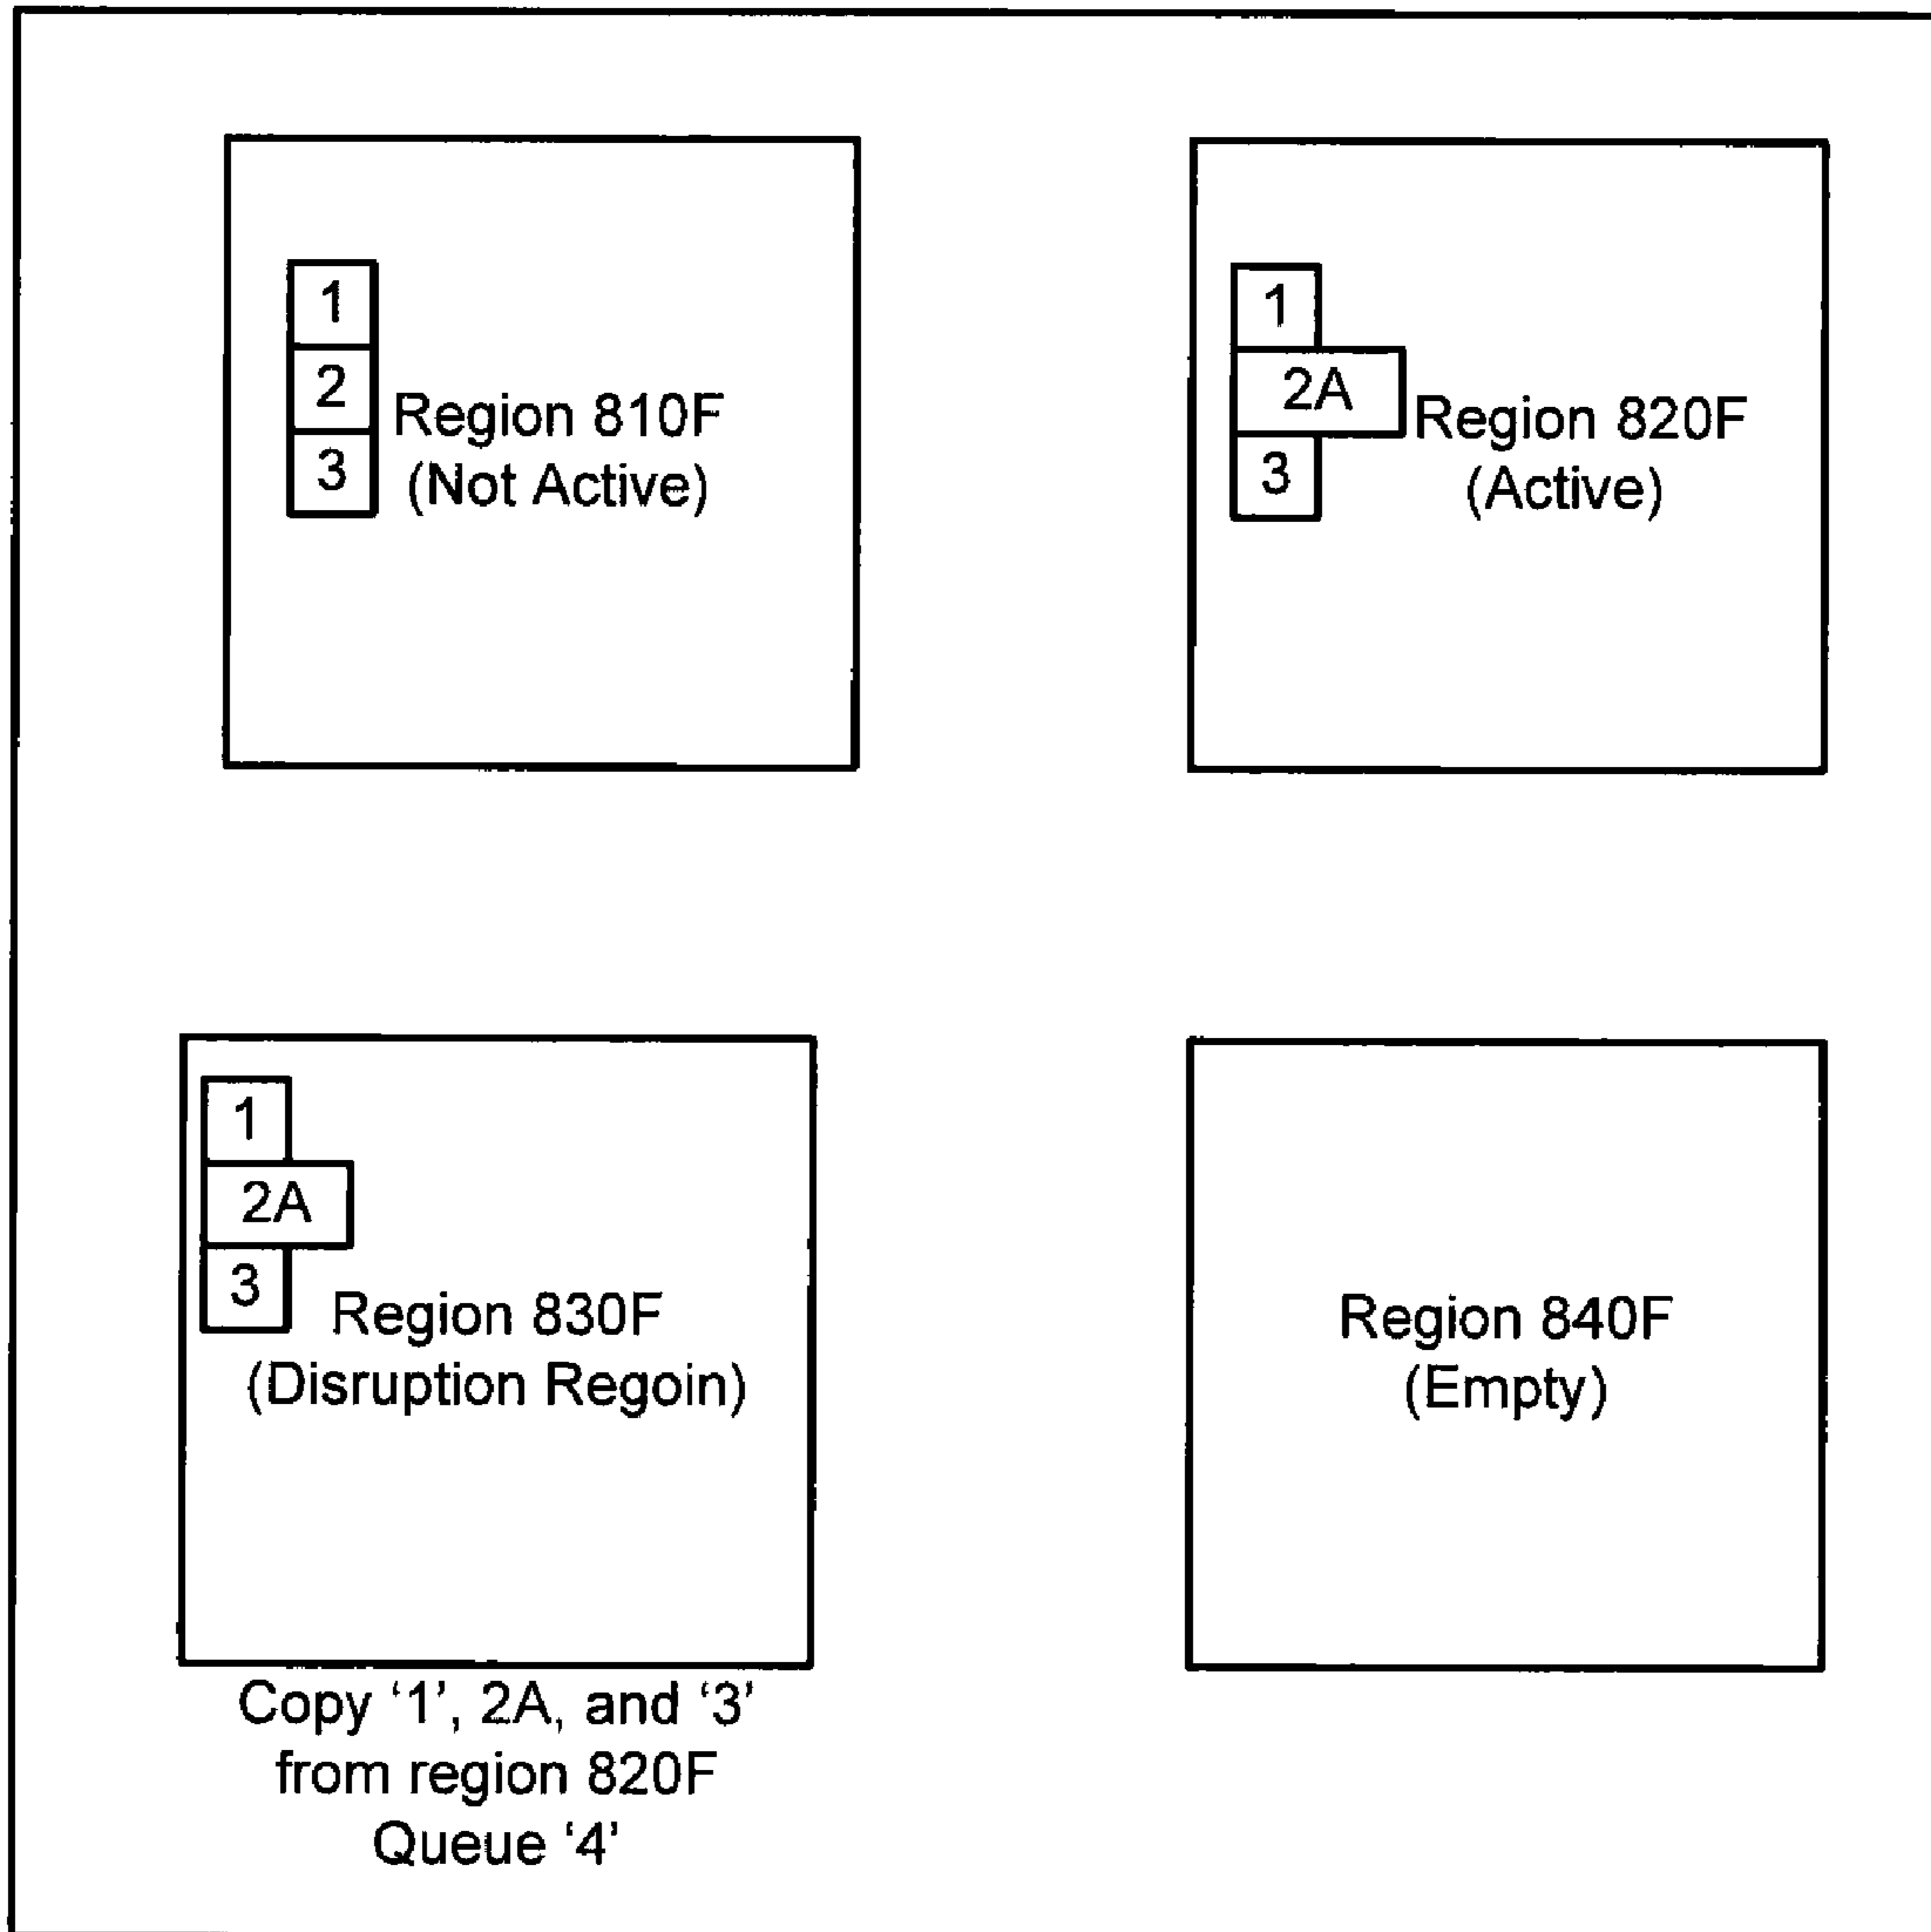 1
2
3
Region 810F
(Not Active)
1
2A
3
Region 820F
(Active)
1
2A
3
Region 830F
(Disruption Regoin)
Copy ‘1’, 2A, and ‘3’
from region 820F
Queue ‘4’
Region 840F
(Empty)